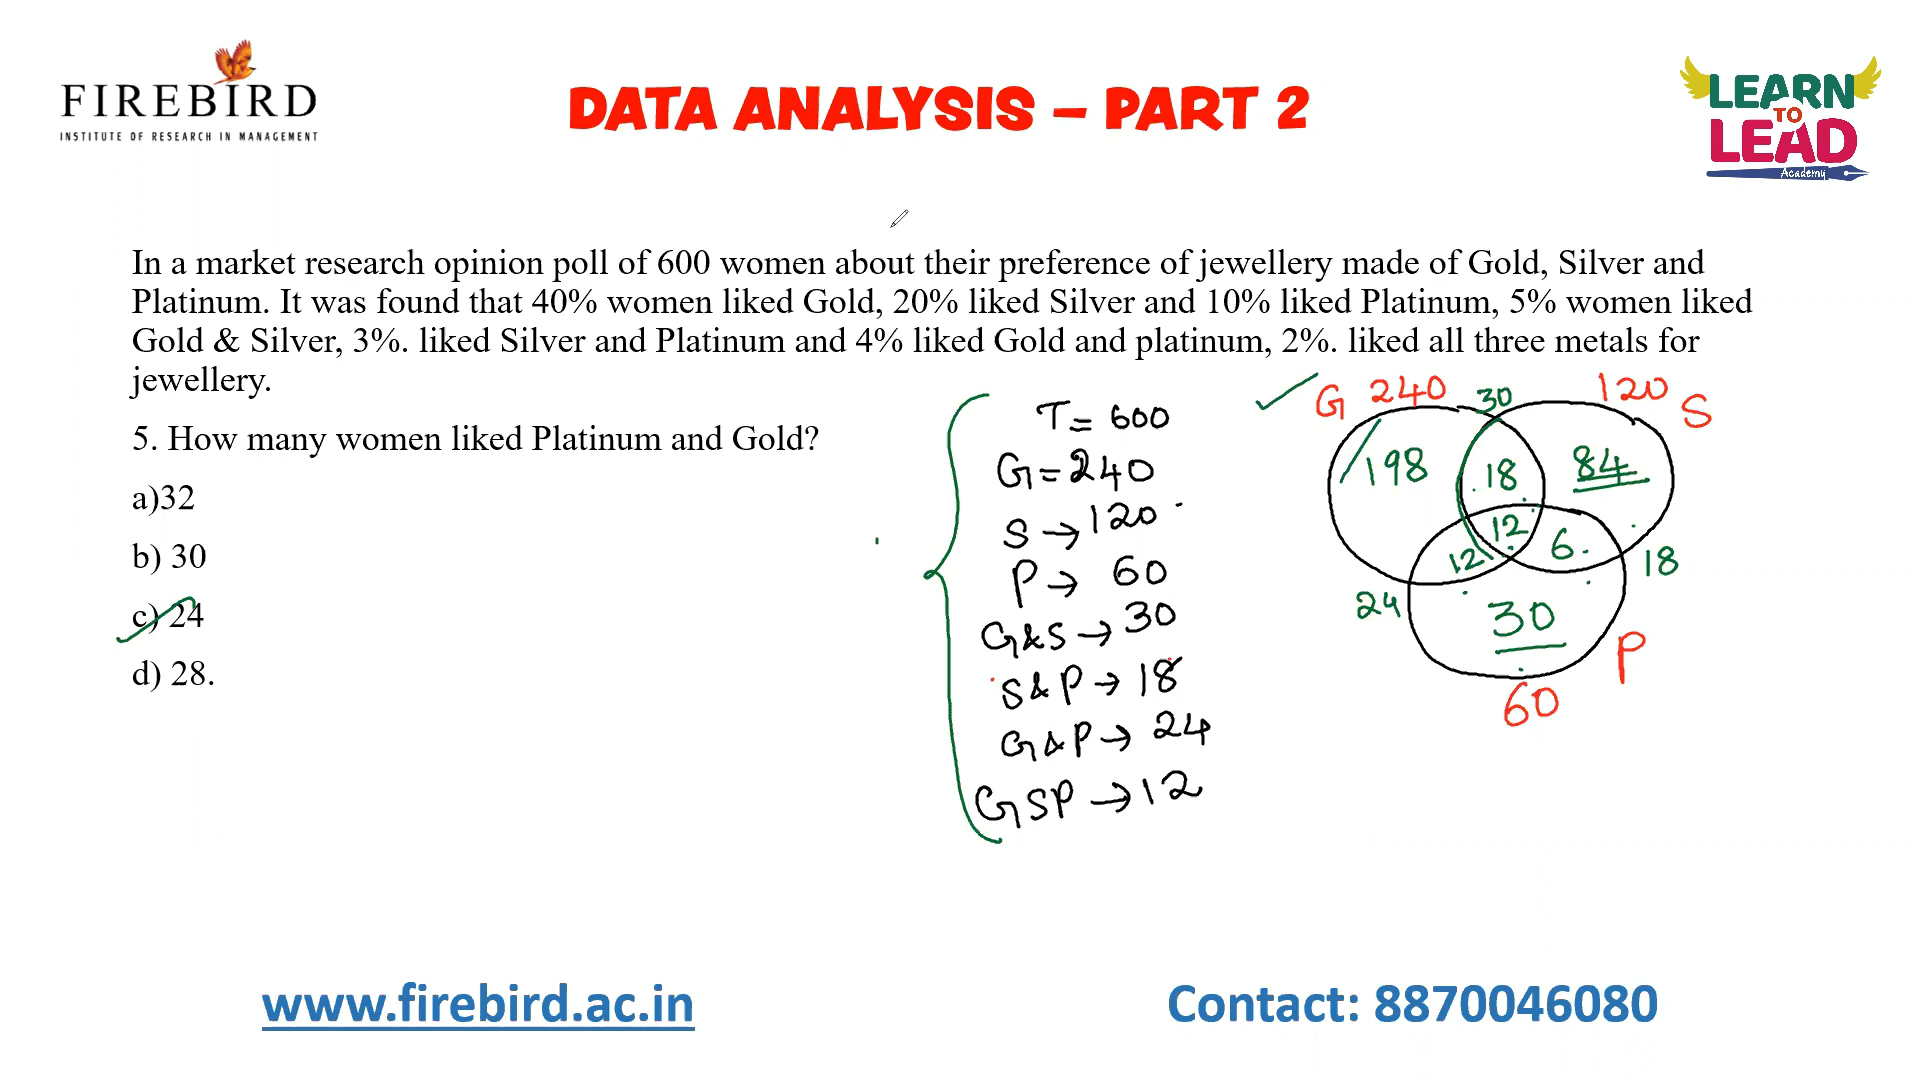 FIREBIRD
INSTITUTE OF RESEARCH IN MANAGEMENT
DATA ANALYSIS – PART 2
LEARN
TO
LEAD
Academy
In a market research opinion poll of 600 women about their preference of jewellery made of Gold, Silver and
Platinum. It was found that 40% women liked Gold, 20% liked Silver and 10% liked Platinum, 5% women liked
Gold & Silver, 3%. liked Silver and Platinum and 4% liked Gold and platinum, 2%. liked all three metals for
jewellery.
5. How many women liked Platinum and Gold?
a)32
b) 30
c) 24
d) 28.
T = 600
G = 240
S → 120
P → 60
G&S → 30
S&P → 18
G&P → 24
GSP → 12
G 240
30
120
S
198
18
84
12
12
6
18
24
30
P
60
www.firebird.ac.in
Contact: 8870046080